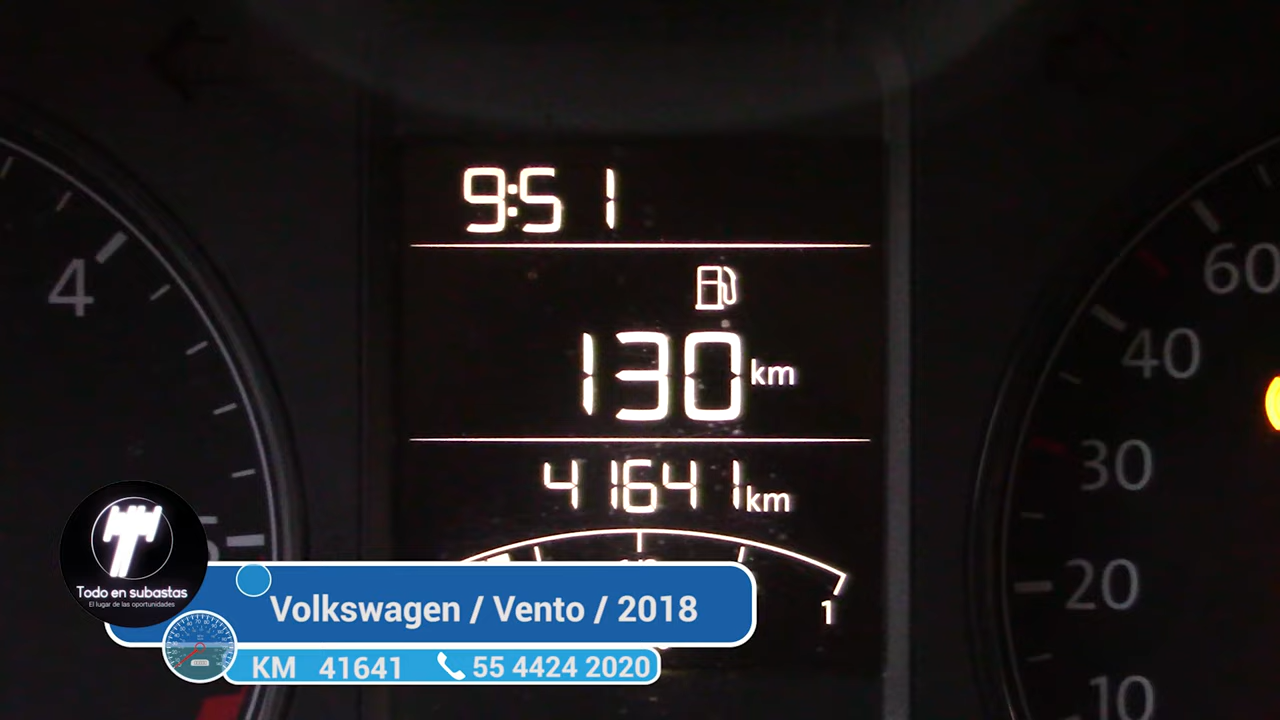 9:51
130 km
41641 km
1
4
60
40
30
20
10
Todo en subastas
El lugar de las oportunidades
Volkswagen / Vento / 2018
KM 41641 55 4424 2020